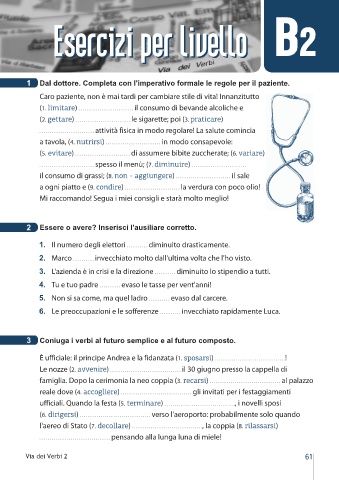 Esercizi per livello B2
Via dei Verbi
1 Dal dottore. Completa con l'imperativo formale le regole per il paziente.
Caro paziente, non è mai tardi per cambiare stile di vita! Innanzitutto
(1. limitare) ........................ il consumo di bevande alcoliche e
(2. gettare) ........................ le sigarette; poi (3. praticare)
........................ attività fisica in modo regolare! La salute comincia
a tavola, (4. nutrirsi) ........................ in modo consapevole:
(5. evitare) ........................ di assumere bibite zuccherate; (6. variare)
........................ spesso il menù; (7. diminuire) ........................
il consumo di grassi; (8. non - aggiungere) ........................ il sale
a ogni piatto e (9. condire) ........................ la verdura con poco olio!
Mi raccomando! Segua i miei consigli e starà molto meglio!
2 Essere o avere? Inserisci l'ausiliare corretto.
1. Il numero degli elettori .......... diminuito drasticamente.
2. Marco .......... invecchiato molto dall'ultima volta che l'ho visto.
3. L'azienda è in crisi e la direzione .......... diminuito lo stipendio a tutti.
4. Tu e tuo padre .......... evaso le tasse per vent'anni!
5. Non si sa come, ma quel ladro .......... evaso dal carcere.
6. Le preoccupazioni e le sofferenze .......... invecchiato rapidamente Luca.
3 Coniuga i verbi al futuro semplice e al futuro composto.
È ufficiale: il principe Andrea e la fidanzata (1. sposarsi) .............................. !
Le nozze (2. avvenire) .............................. il 30 giugno presso la cappella di
famiglia. Dopo la cerimonia la neo coppia (3. recarsi) .............................. al palazzo
reale dove (4. accogliere) .............................. gli invitati per i festaggiamenti
ufficiali. Quando la festa (5. terminare) .............................., i novelli sposi
(6. dirigersi) .............................. verso l'aeroporto: probabilmente solo quando
l'aereo di Stato (7. decollare) .............................., la coppia (8. rilassarsi)
.............................. pensando alla lunga luna di miele!
Via dei Verbi 2
61